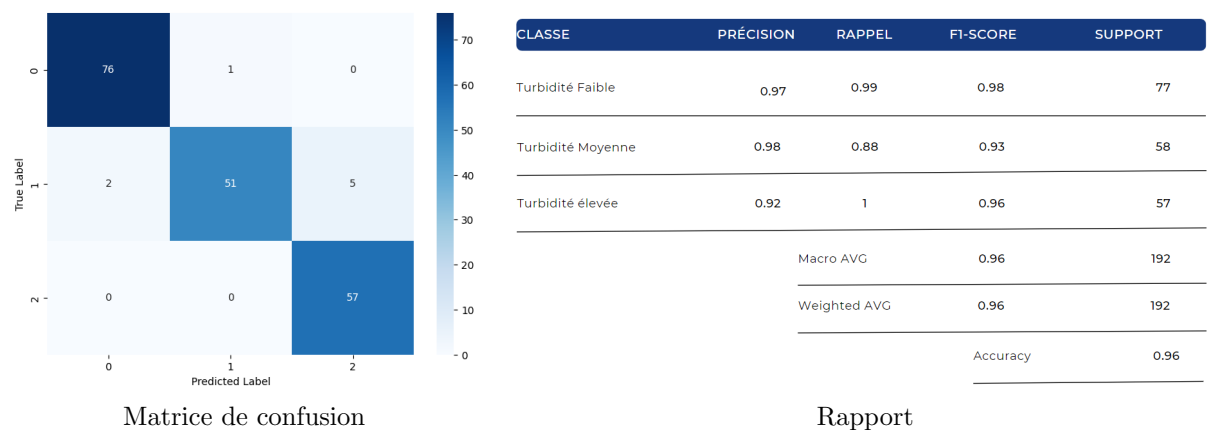 76 1 0
2 51 5
0 0 57
0
1
2
True Label
0 1 2
Predicted Label
70
60
50
40
30
20
10
0
Matrice de confusion
CLASSE PRÉCISION RAPPEL F1-SCORE SUPPORT
Turbidité Faible 0.97 0.99 0.98 77
Turbidité Moyenne 0.98 0.88 0.93 58
Turbidité élevée 0.92 1 0.96 57
Macro AVG 0.96 192
Weighted AVG 0.96 192
Accuracy 0.96
Rapport